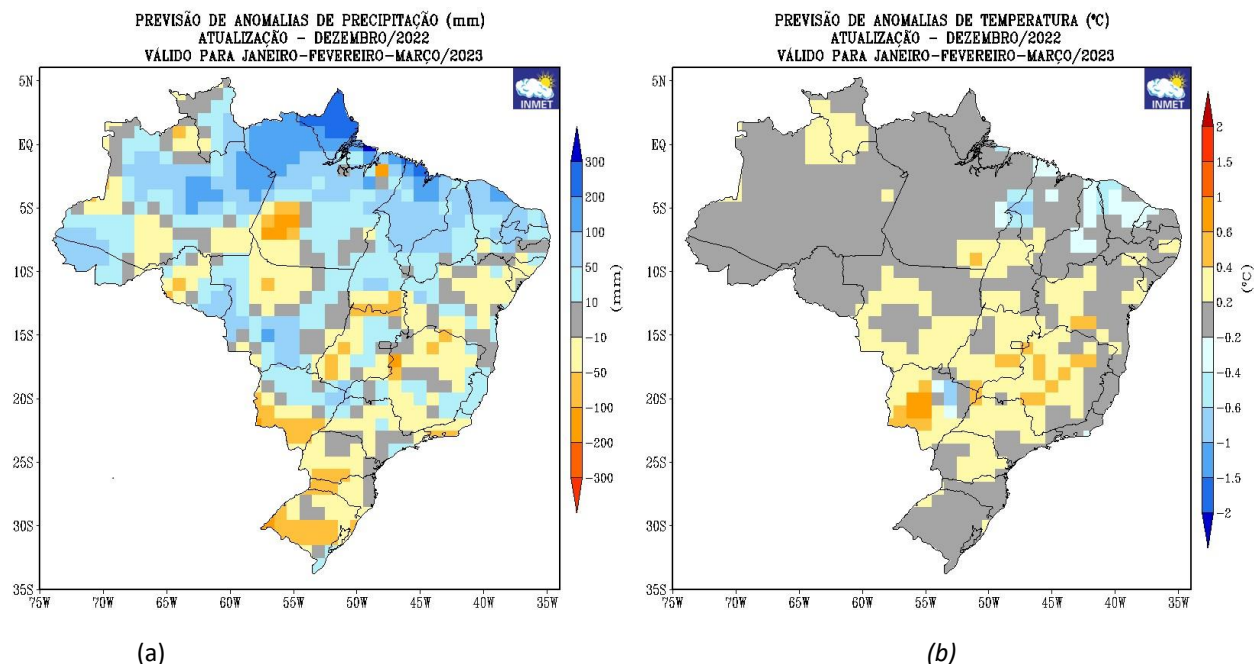 PREVISÃO DE ANOMALIAS DE PRECIPITAÇÃO (mm)
ATUALIZAÇÃO - DEZEMBRO/2022
VÁLIDO PARA JANEIRO-FEVEREIRO-MARÇO/2023
INMET
5N
EQ
5S
10S
15S
20S
25S
30S
35S
75W 70W 65W 60W 55W 50W 45W 40W 35W
300
200
100
50
10
-10
-50
-100
-200
-300
(mm)
(a)
PREVISÃO DE ANOMALIAS DE TEMPERATURA (°C)
ATUALIZAÇÃO - DEZEMBRO/2022
VÁLIDO PARA JANEIRO-FEVEREIRO-MARÇO/2023
INMET
5N
EQ
5S
10S
15S
20S
25S
30S
35S
75W 70W 65W 60W 55W 50W 45W 40W 35W
2
1.5
1
0.6
0.4
0.2
-0.2
-0.4
-0.6
-1
-1.5
-2
(°C)
(b)